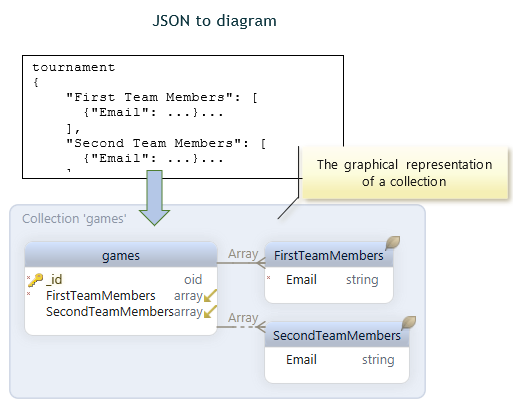 JSON to diagram
tournament
{
"First Team Members": [
{"Email": ...}...
],
"Second Team Members": [
{"Email": ...}...
The graphical representation
of a collection
Collection 'games'
games
* _id oid
* FirstTeamMembers array
SecondTeamMembers array
Array
FirstTeamMembers
* Email string
Array
SecondTeamMembers
Email string